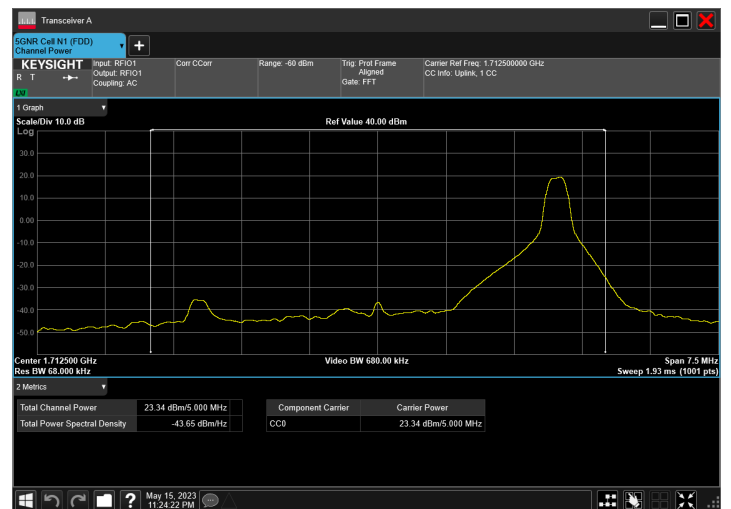 Transceiver A
5GNR Cell N1 (FDD)
Channel Power
KEYSIGHT
R T
LXI
Input: RFIO1
Output: RFIO1
Coupling: AC
Corr CCorr
Range: -60 dBm
Trig: Prot Frame
Aligned
Gate: FFT
Carrier Ref Freq: 1.712500000 GHz
CC Info: Uplink, 1 CC
1 Graph
Scale/Div 10.0 dB
Ref Value 40.00 dBm
Log
30.0
20.0
10.0
0.00
-10.0
-20.0
-30.0
-40.0
-50.0
Center 1.712500 GHz
Video BW 680.00 kHz
Span 7.5 MHz
Res BW 68.000 kHz
Sweep 1.93 ms (1001 pts)
2 Metrics
Total Channel Power 23.34 dBm/5.000 MHz
Total Power Spectral Density -43.65 dBm/Hz
Component Carrier Carrier Power
CC0 23.34 dBm/5.000 MHz
May 15, 2023
11:24:22 PM